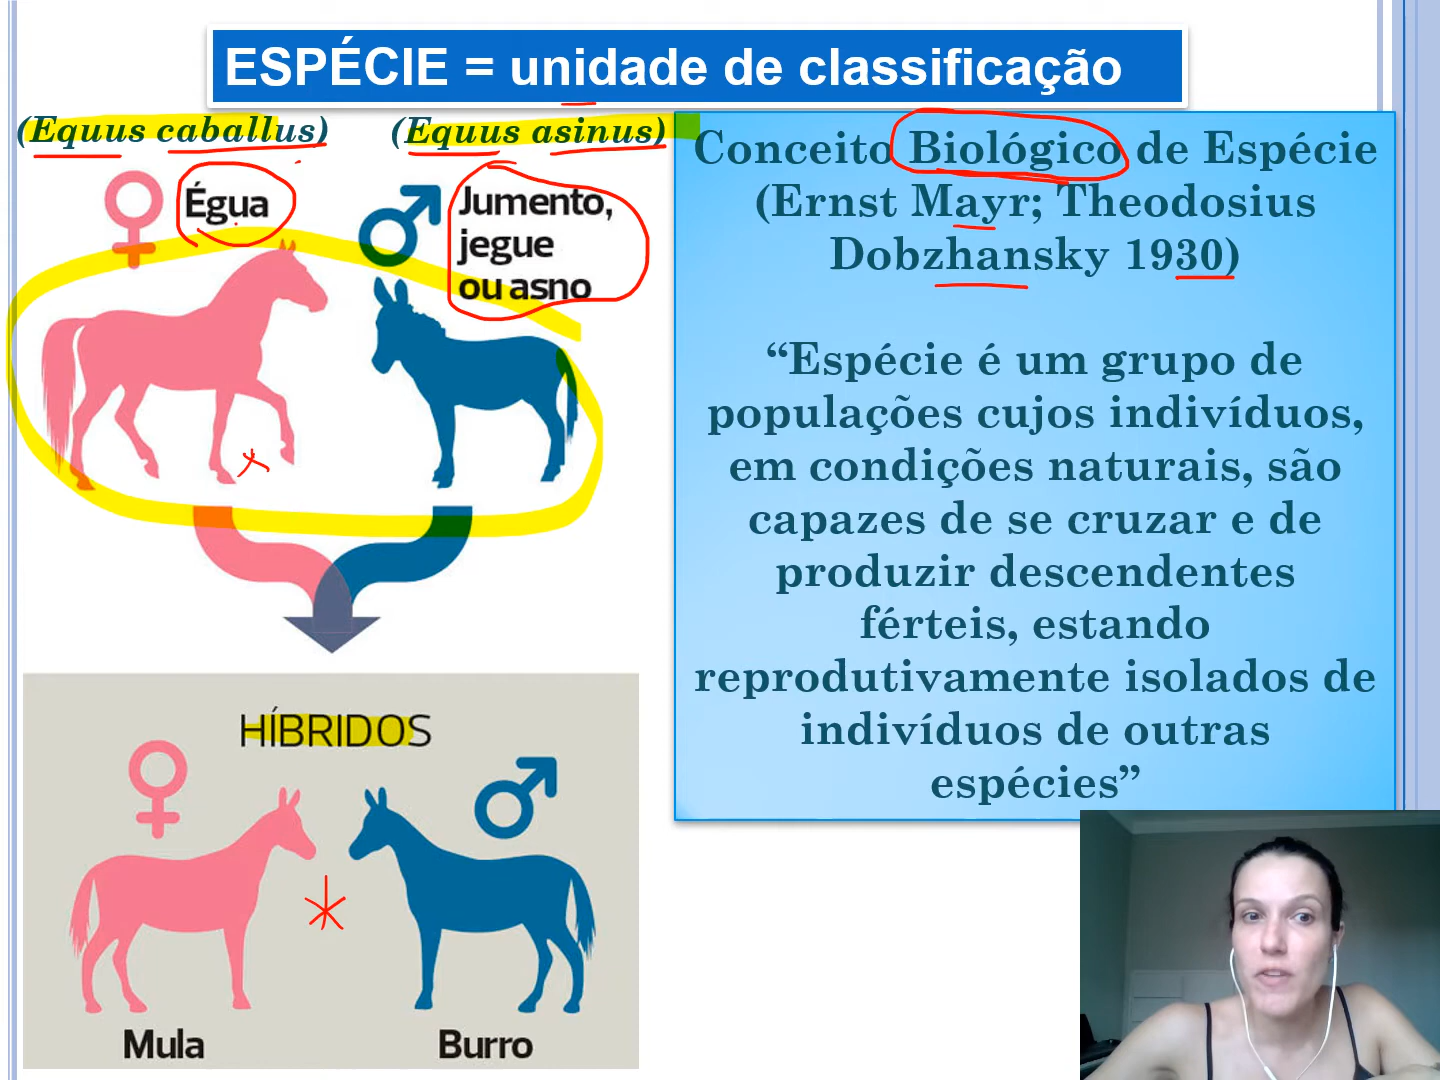 ESPÉCIE = unidade de classificação
(Equus caballus)
(Equus asinus)
Égua
Jumento,
jegue
ou asno
HÍBRIDOS
Mula
Burro
Conceito Biológico de Espécie
(Ernst Mayr; Theodosius
Dobzhansky 1930)
“Espécie é um grupo de
populações cujos indivíduos,
em condições naturais, são
capazes de se cruzar e de
produzir descendentes
férteis, estando
reprodutivamente isolados de
indivíduos de outras
espécies”